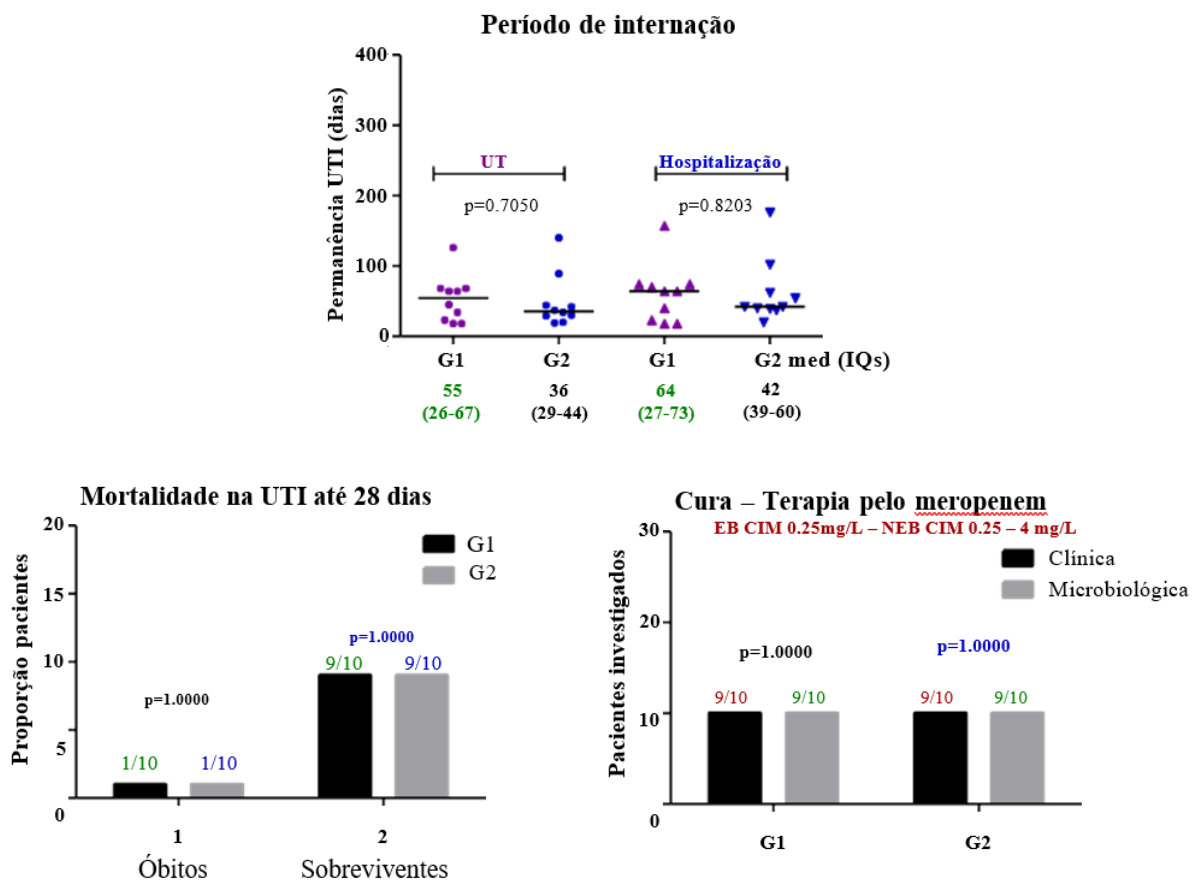 Período de internação
Permanência UTI (dias)
400
300
200
100
0
UT
Hospitalização
p=0.7050
p=0.8203
G1
G2
G1
G2 med (IQs)
55
36
64
42
(26-67)
(29-44)
(27-73)
(39-60)
Mortalidade na UTI até 28 dias
Proporção pacientes
20
15
10
5
0
G1
G2
p=1.0000
9/10
9/10
p=1.0000
1/10
1/10
1
2
Óbitos
Sobreviventes
Cura – Terapia pelo meropenem
EB CIM 0.25mg/L – NEB CIM 0.25 – 4 mg/L
Pacientes investigados
30
20
10
0
Clínica
Microbiológica
p=1.0000
p=1.0000
9/10
9/10
9/10
9/10
G1
G2